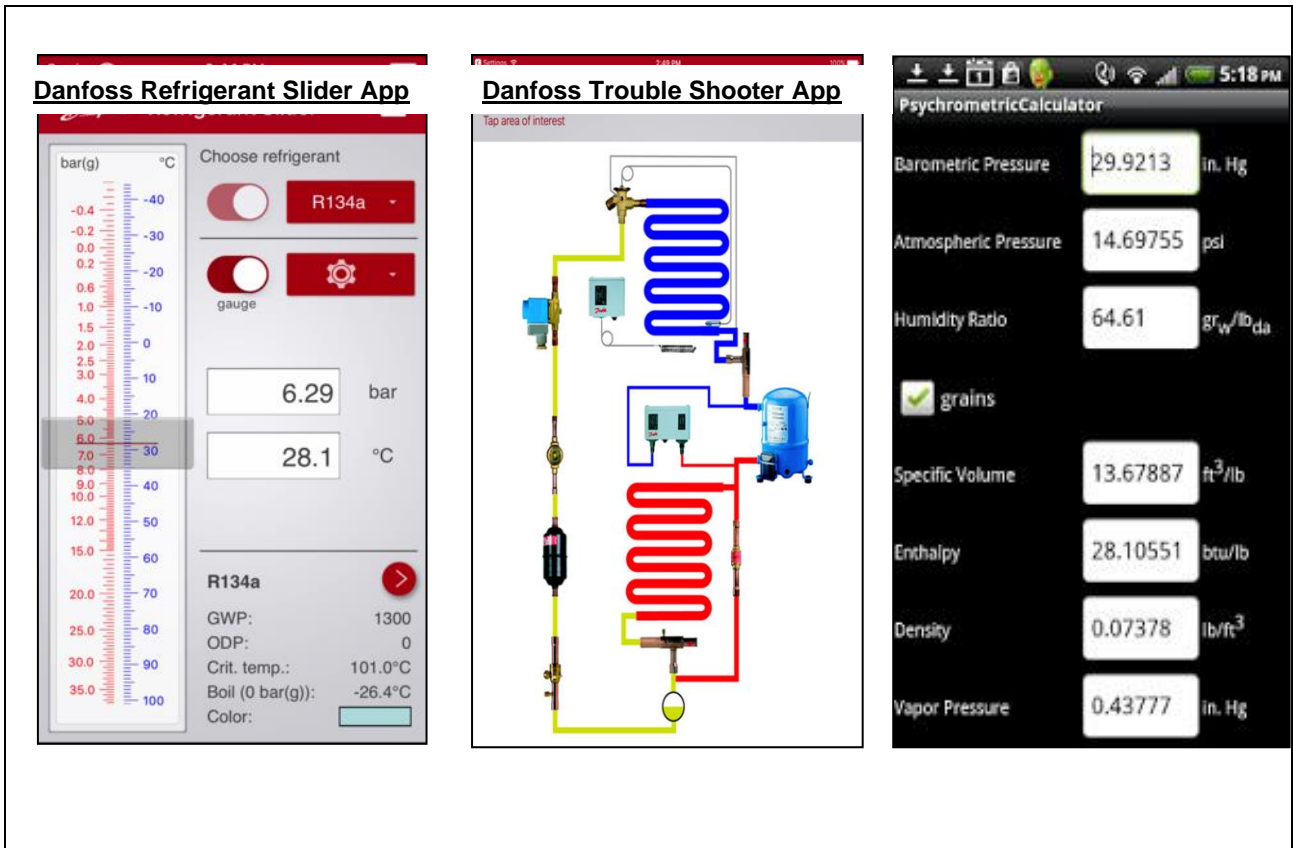 Danfoss Refrigerant Slider App
bar(g)
°C
-0.4
-0.2
0.0
0.2
0.6
1.0
1.5
2.0
2.5
3.0
4.0
5.0
6.0
7.0
8.0
9.0
10.0
12.0
15.0
20.0
25.0
30.0
35.0
-40
-30
-20
-10
0
10
20
30
40
50
60
70
80
90
100
Choose refrigerant
R134a
gauge
6.29 bar
28.1 °C
R134a
GWP: 1300
ODP: 0
Crit. temp.: 101.0°C
Boil (0 bar(g)): -26.4°C
Color:
Settings 2:49 PM 100%
Danfoss Trouble Shooter App
Tap area of interest
5:18 PM
PsychrometricCalculator
Barometric Pressure 29.9213 in. Hg
Atmospheric Pressure 14.69755 psi
Humidity Ratio 64.61 gr_w/lb_da
grains
Specific Volume 13.67887 ft³/lb
Enthalpy 28.10551 btu/lb
Density 0.07378 lb/ft³
Vapor Pressure 0.43777 in. Hg